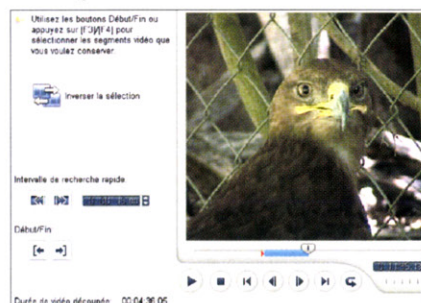 Utilisez les boutons Début/Fin ou
appuyez sur [F3]/[F4] pour
sélectionner les segments vidéo que
vous voulez conserver.
Inverser la sélection
Intervalle de recherche rapide
Début/Fin
Durée de vidéo découpée 00:04:36.05